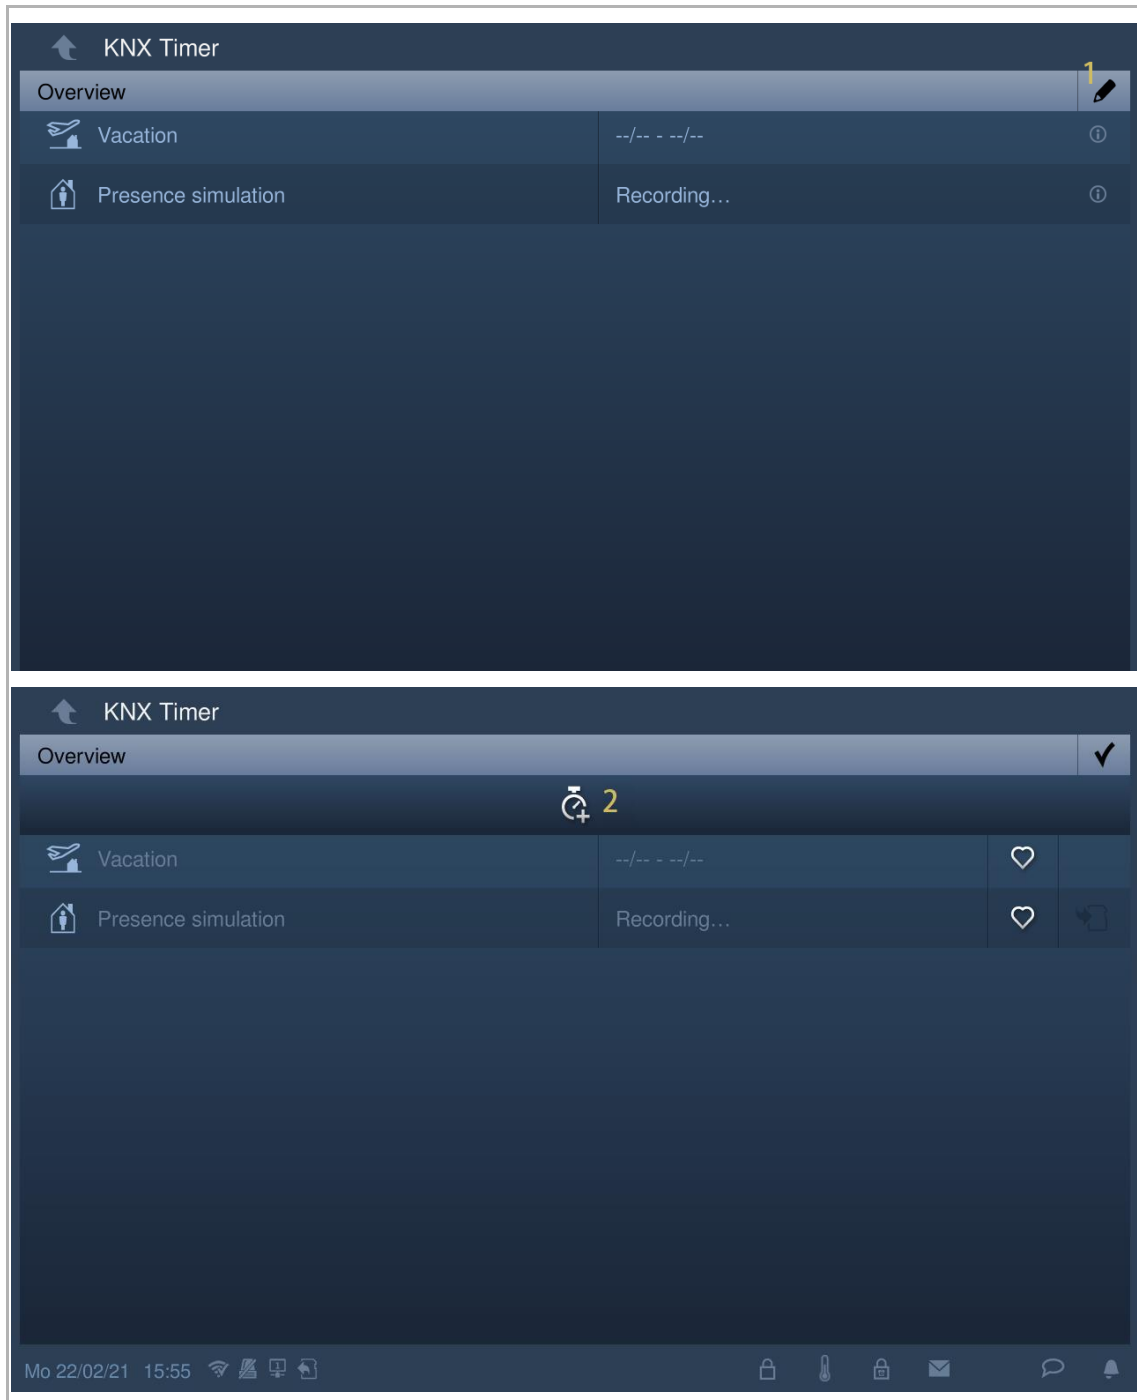 KNX Timer
1
Overview
Vacation --/-- - --/--
Presence simulation Recording...
KNX Timer
Overview
2
Vacation --/-- - --/--
Presence simulation Recording...
Mo 22/02/21 15:55